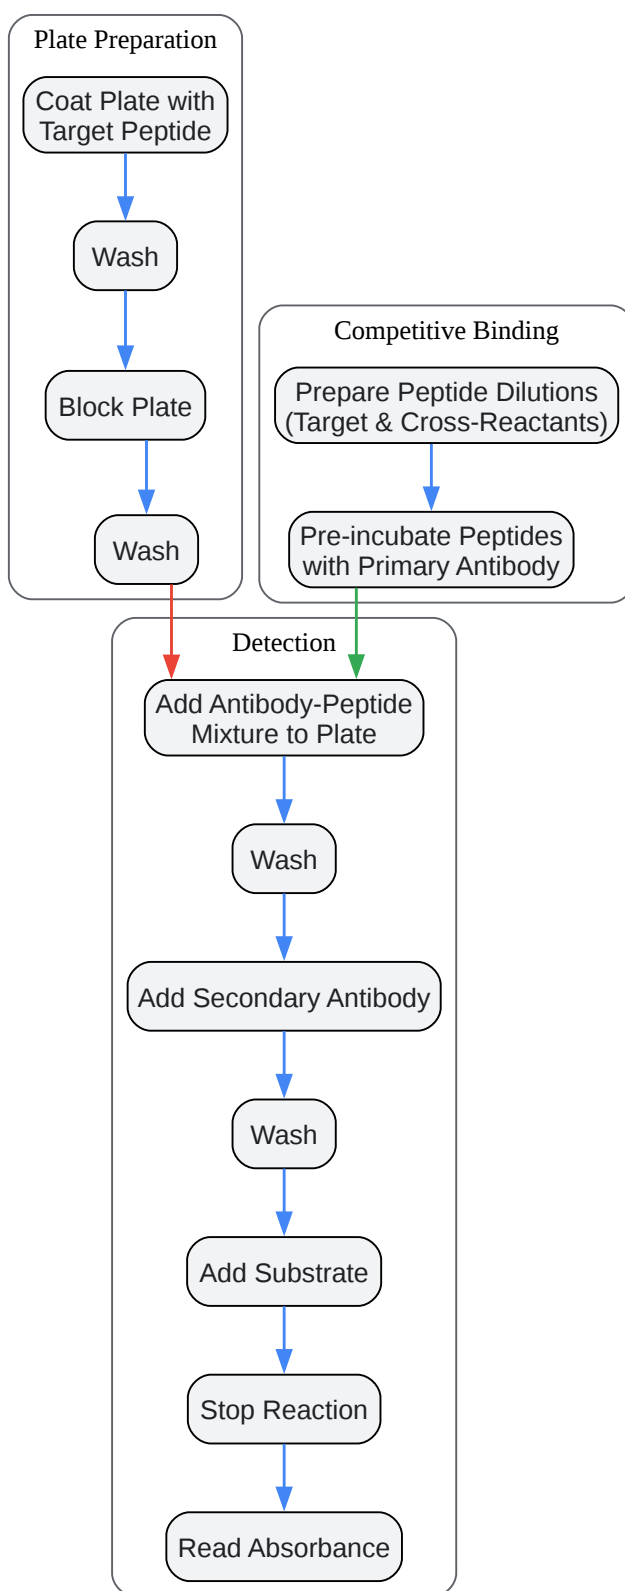 Plate Preparation
Coat Plate with
Target Peptide
Wash
Block Plate
Wash
Competitive Binding
Prepare Peptide Dilutions
(Target & Cross-Reactants)
Pre-incubate Peptides
with Primary Antibody
Detection
Add Antibody-Peptide
Mixture to Plate
Wash
Add Secondary Antibody
Wash
Add Substrate
Stop Reaction
Read Absorbance